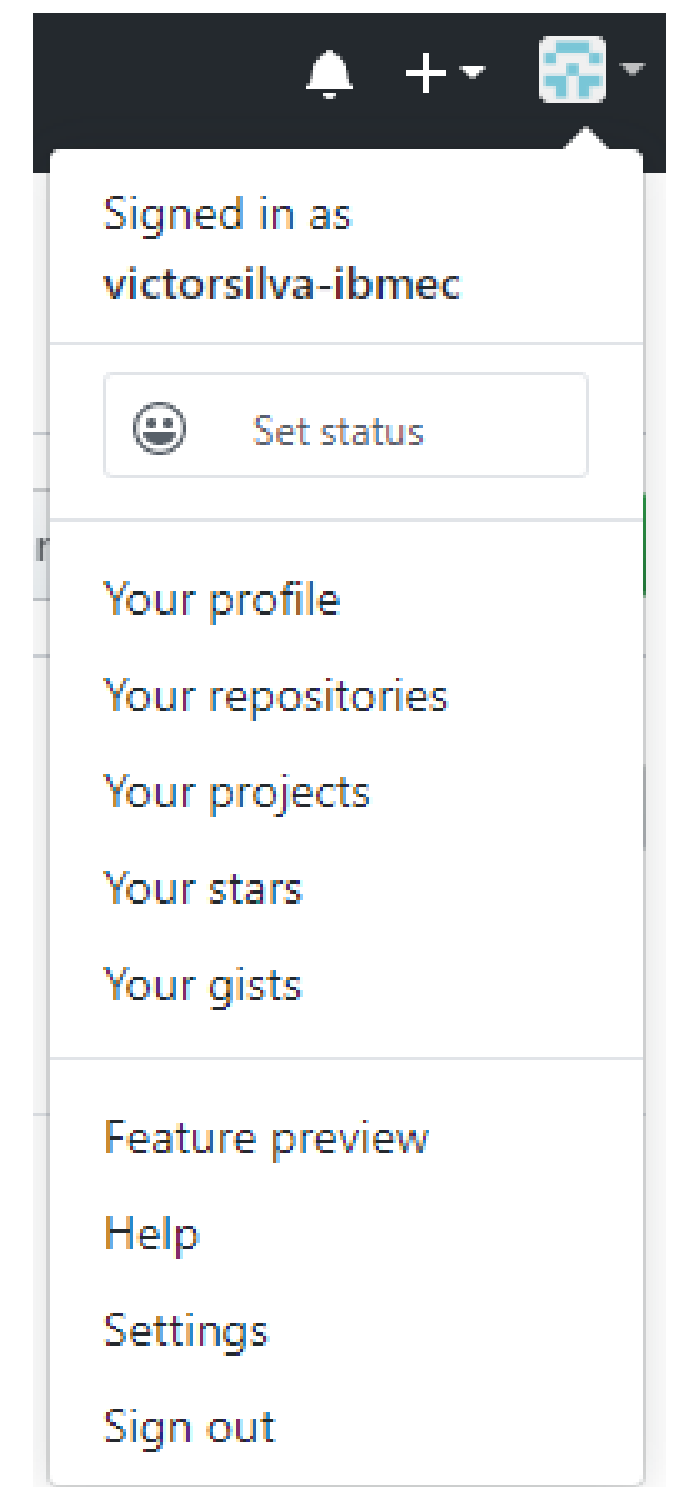 Signed in as
victorsilva-ibmec
Set status
r
Your profile
Your repositories
Your projects
Your stars
Your gists
Feature preview
Help
Settings
Sign out